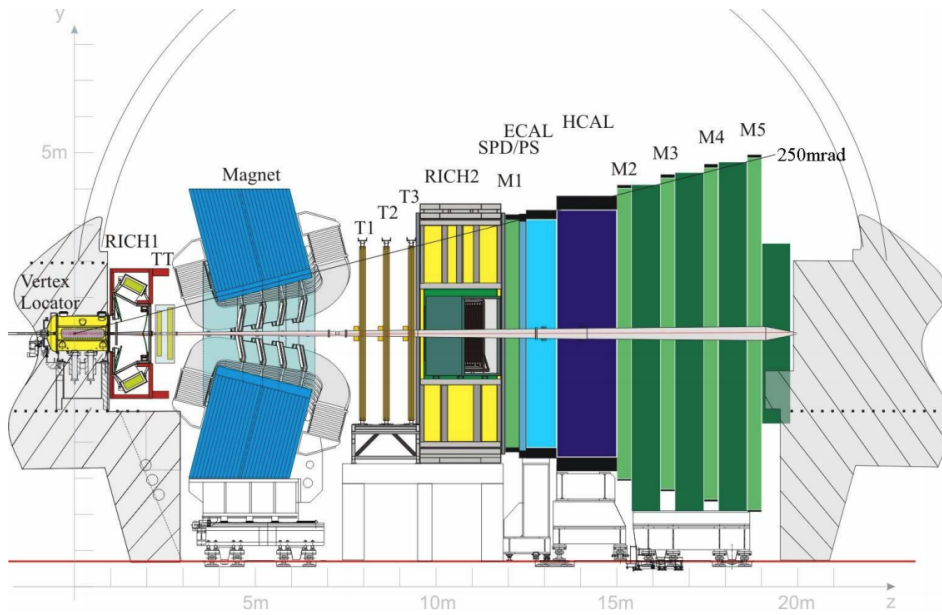 y
5m
Vertex
Locator
RICH1
TT
Magnet
T1
T2
T3
RICH2
M1
SPD/PS
ECAL
HCAL
M2
M3
M4
M5
250mrad
5m
10m
15m
20m
z